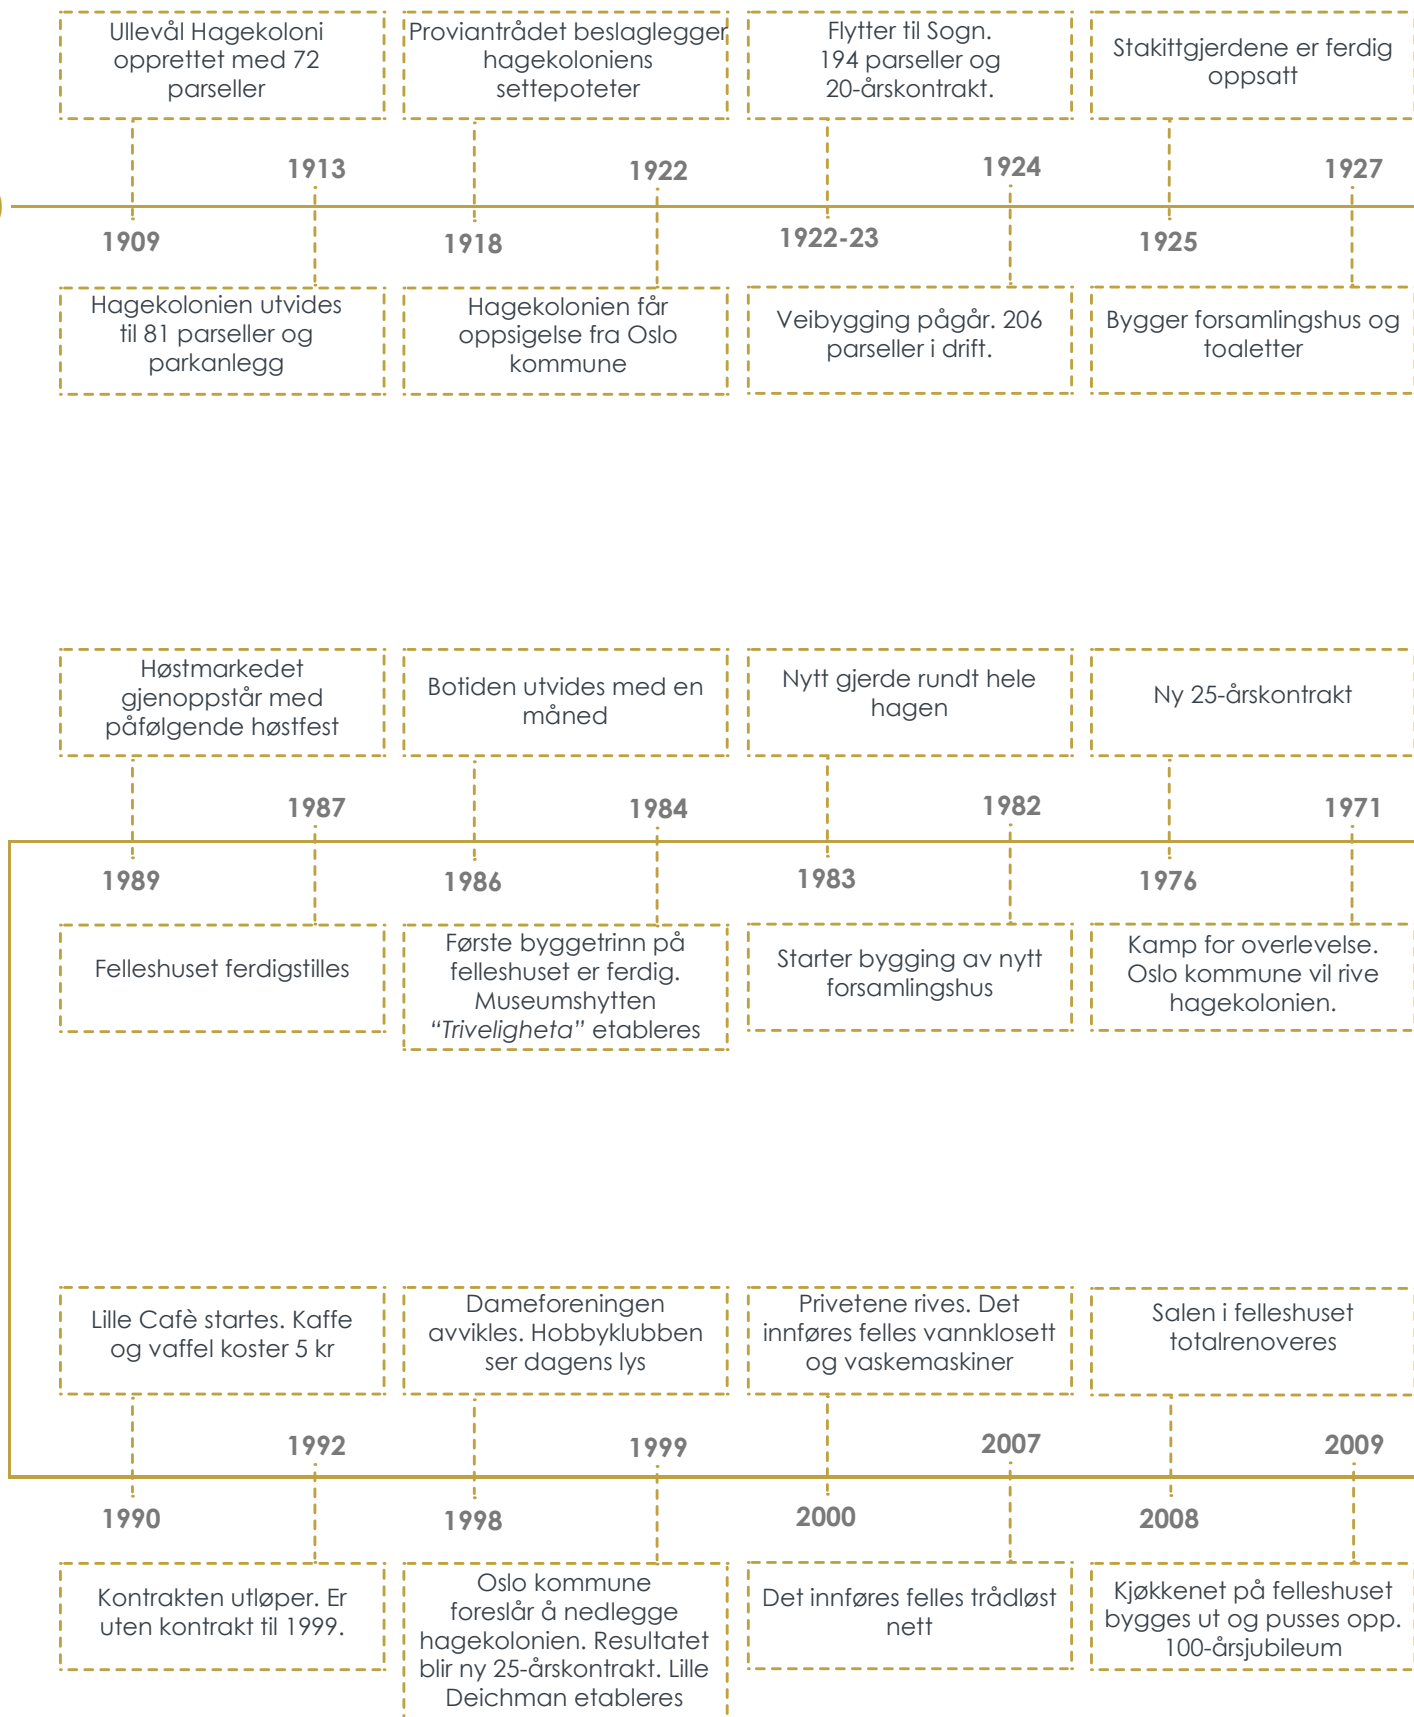 Ullevål Hagekoloni
opprettet med 72
parseller
Proviantrådet beslaglegger
hagekoloniens
settepoteter
Flytter til Sogn.
194 parseller og
20-årskontrakt.
Stakittgjerdene er ferdig
oppsatt
1913
1922
1924
1927
1909
1918
1922-23
1925
Hagekolonien utvides
til 81 parseller og
parkanlegg
Hagekolonien får
oppsigelse fra Oslo
kommune
Veibygging pågår. 206
parseller i drift.
Bygger forsamlingshus og
toaletter
Høstmarkedet
gjenoppstår med
påfølgende høstfest
Botiden utvides med en
måned
Nytt gjerde rundt hele
hagen
Ny 25-årskontrakt
1987
1984
1982
1971
1989
1986
1983
1976
Felleshuset ferdigstilles
Første byggetrinn på
felleshuset er ferdig.
Museumshytten
“Triveligheta” etableres
Starter bygging av nytt
forsamlingshus
Kamp for overlevelse.
Oslo kommune vil rive
hagekolonien.
Lille Cafè startes. Kaffe
og vaffel koster 5 kr
Dameforeningen
avvikles. Hobbyklubben
ser dagens lys
Privetene rives. Det
innføres felles vannklosett
og vaskemaskiner
Salen i felleshuset
totalrenoveres
1992
1999
2007
2009
1990
1998
2000
2008
Kontrakten utløper. Er
uten kontrakt til 1999.
Oslo kommune
foreslår å nedlegge
hagekolonien. Resultatet
blir ny 25-årskontrakt. Lille
Deichman etableres
Det innføres felles trådløst
nett
Kjøkkenet på felleshuset
bygges ut og pusses opp.
100-årsjubileum